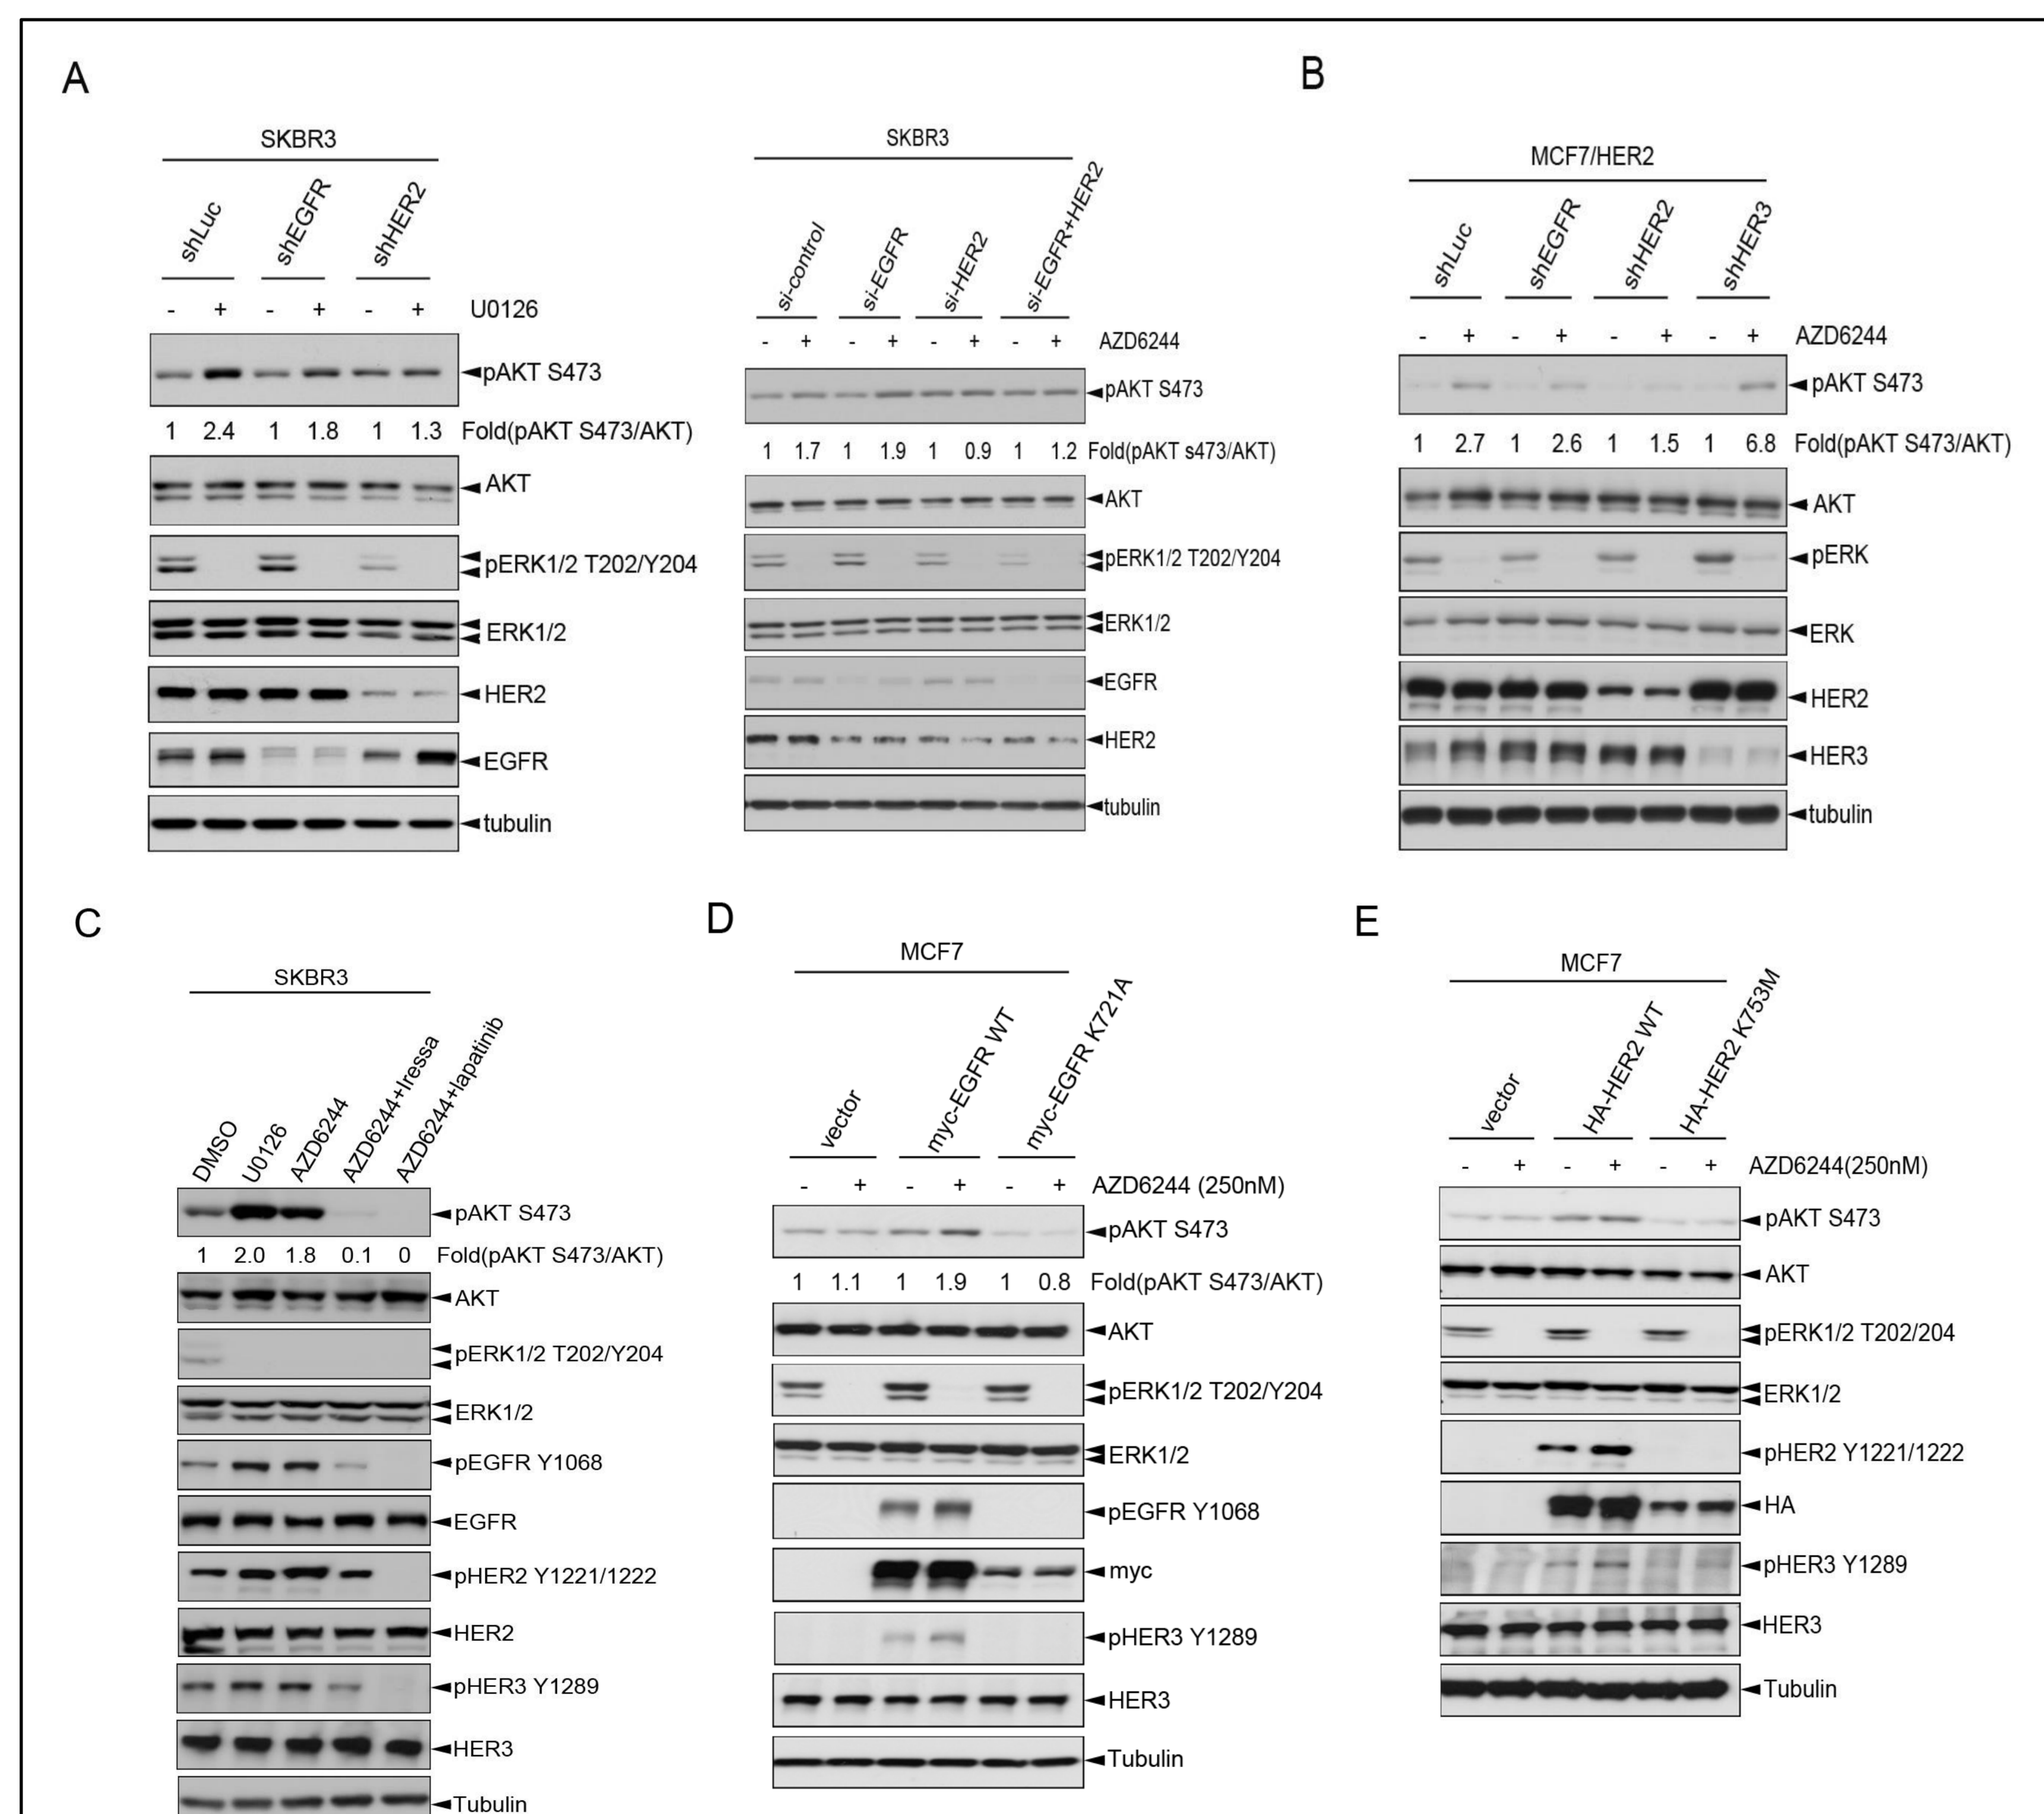 A
SKBR3
shLuc shEGFR shHER2
- + - + - + U0126
pAKT S473
1 2.4 1 1.8 1 1.3 Fold(pAKT S473/AKT)
AKT
pERK1/2 T202/Y204
ERK1/2
HER2
EGFR
tubulin
SKBR3
si-control si-EGFR si-HER2 si-EGFR+HER2
- + - + - + - + AZD6244
pAKT S473
1 1.7 1 1.9 1 0.9 1 1.2 Fold(pAKT s473/AKT)
AKT
pERK1/2 T202/Y204
ERK1/2
EGFR
HER2
tubulin
B
MCF7/HER2
shLuc shEGFR shHER2 shHER3
- + - + - + - + AZD6244
pAKT S473
1 2.7 1 2.6 1 1.5 1 6.8 Fold(pAKT S473/AKT)
AKT
pERK
ERK
HER2
HER3
tubulin
C
SKBR3
DMSO U0126 AZD6244 AZD6244+Iressa AZD6244+lapatinib
pAKT S473
1 2.0 1.8 0.1 0 Fold(pAKT S473/AKT)
AKT
pERK1/2 T202/Y204
ERK1/2
pEGFR Y1068
EGFR
pHER2 Y1221/1222
HER2
pHER3 Y1289
HER3
Tubulin
D
MCF7
vector myc-EGFR WT myc-EGFR K721A
- + - + - + AZD6244 (250nM)
pAKT S473
1 1.1 1 1.9 1 0.8 Fold(pAKT S473/AKT)
AKT
pERK1/2 T202/Y204
ERK1/2
pEGFR Y1068
myc
pHER3 Y1289
HER3
Tubulin
E
MCF7
vector HA-HER2 WT HA-HER2 K753M
- + - + - + AZD6244(250nM)
pAKT S473
AKT
pERK1/2 T202/204
ERK1/2
pHER2 Y1221/1222
HA
pHER3 Y1289
HER3
Tubulin